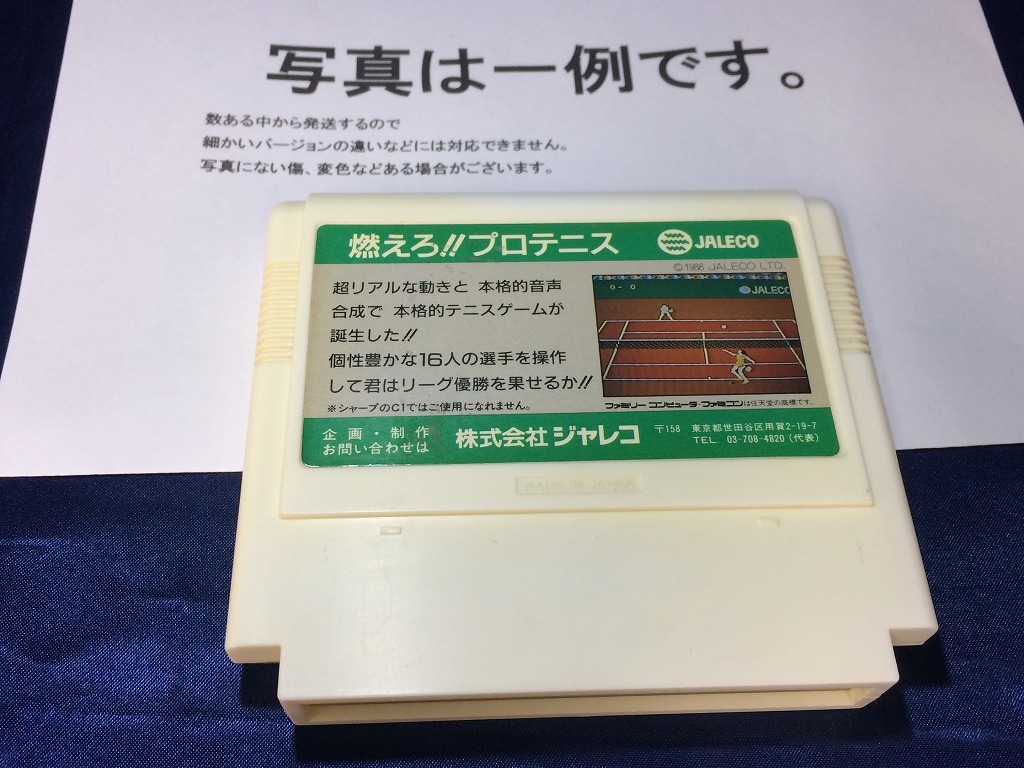 写真は一例です。
数ある中から発送するので
細かいバージョンの違いなどには対応できません。
写真にない傷、変色などある場合がございます。
燃えろ!!プロテニス JALECO
©1988 JALECO LTD.
0- 0 JALECO
超リアルな動きと 本格的音声
合成で 本格的テニスゲームが
誕生した!!
個性豊かな16人の選手を操作
して君はリーグ優勝を果せるか!!
※シャープのC1ではご使用になれません。
ファミリー コンピュータ・ファミコンは任天堂の商標です。
企画・制作
お問い合わせは
株式会社 ジャレコ
〒158 東京都世田谷区用賀2-19-7
TEL. 03-708-4820 (代表)
MADE IN JAPAN